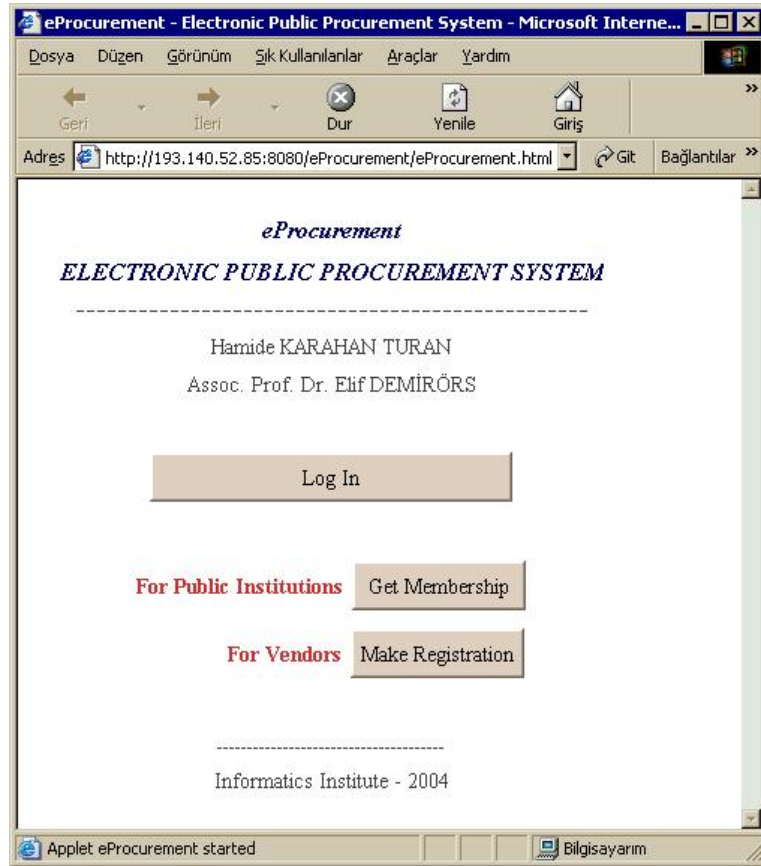 eProcurement - Electronic Public Procurement System - Microsoft Interne...
Dosya Düzen Görünüm Sık Kullanılanlar Araçlar Yardım
Geri İleri Dur Yenile Giriş »
Adres http://193.140.52.85:8080/eProcurement/eProcurement.html Git Bağlantılar »
eProcurement
ELECTRONIC PUBLIC PROCUREMENT SYSTEM
--------------------------------------------------
Hamide KARAHAN TURAN
Assoc. Prof. Dr. Elif DEMİRÖRS
Log In
For Public Institutions Get Membership
For Vendors Make Registration
--------------------------------------
Informatics Institute - 2004
Applet eProcurement started Bilgisayarım